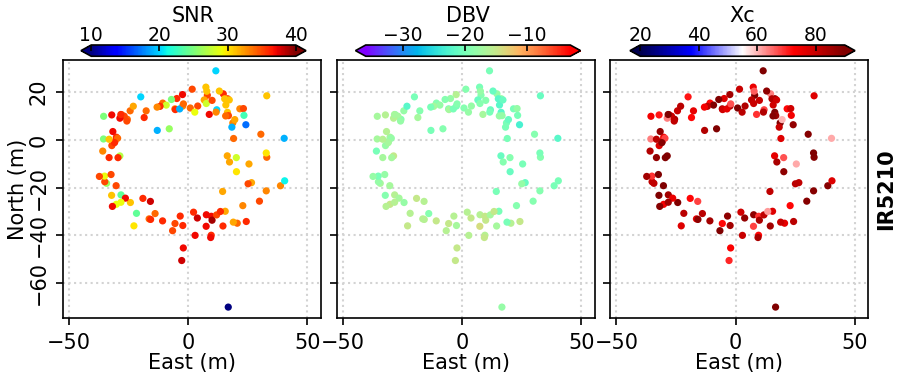 SNR DBV Xc
10 20 30 40 −30 −20 −10 20 40 60 80
20
0
−20
−40
−60
North (m)
−50 0 50 −50 0 50 −50 0 50
East (m) East (m) East (m)
IR5210